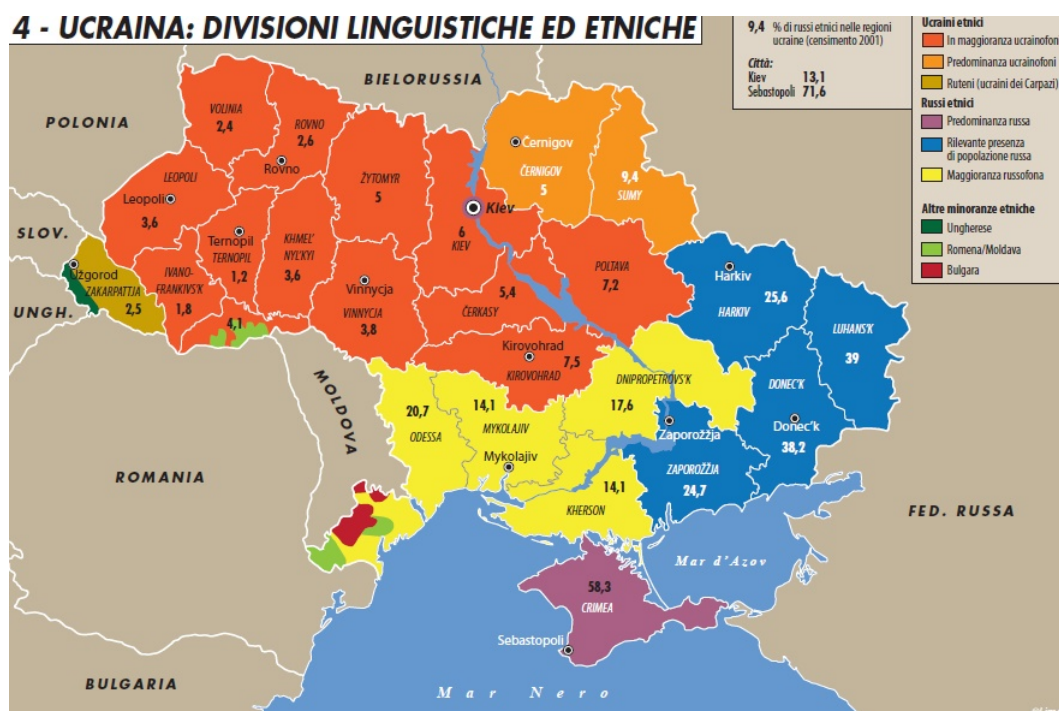 4 - UCRAINA: DIVISIONI LINGUISTICHE ED ETNICHE
9,4 % di russi etnici nelle regioni
ucraine (censimento 2001)
Città:
Kiev 13,1
Sebastopoli 71,6
Ucraini etnici
In maggioranza ucrainofoni
Predominanza ucrainofoni
Ruteni (ucraini dei Carpazi)
Russi etnici
Predominanza russa
Rilevante presenza
di popolazione russa
Maggioranza russofona
Altre minoranze etniche
Ungherese
Romena/Moldava
Bulgara
BIELORUSSIA
POLONIA
VOLINIA
2,4
ROVNO
2,6
Rovno
Černigov
ČERNIGOV
5
9,4
SUMY
LEOPOLI
Leopoli
3,6
ŽYTOMYR
5
Kiev
6
KIEV
SLOV.
Ternopil
TERNOPIL
1,2
KHMEL'
NYL'KYI
3,6
POLTAVA
7,2
Harkiv
25,6
HARKIV
Užgorod
ZAKARPATTJA
2,5
IVANO-
FRANKIVS'K
1,8
Vinnycja
VINNYCJA
3,8
5,4
ČERKASY
LUHANS'K
39
UNGH.
4,1
Kirovohrad
7,5
KIROVOHRAD
DNIPROPETROVS'K
17,6
DONEC'K
Donec'k
38,2
MOLDOVA
20,7
ODESSA
14,1
MYKOLAJIV
Mykolajiv
Zaporožžja
ZAPOROŽŽJA
24,7
ROMANIA
14,1
KHERSON
FED. RUSSA
Mar d'Azov
58,3
CRIMEA
Sebastopoli
BULGARIA
Mar Nero